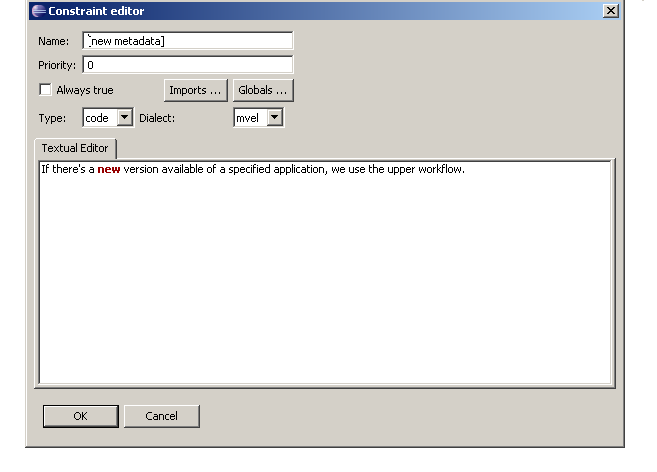 Constraint editor
Name: [new metadata]
Priority: 0
Always true Imports ... Globals ...
Type: code Dialect: mvel
Textual Editor
If there's a new version available of a specified application, we use the upper workflow.
OK Cancel